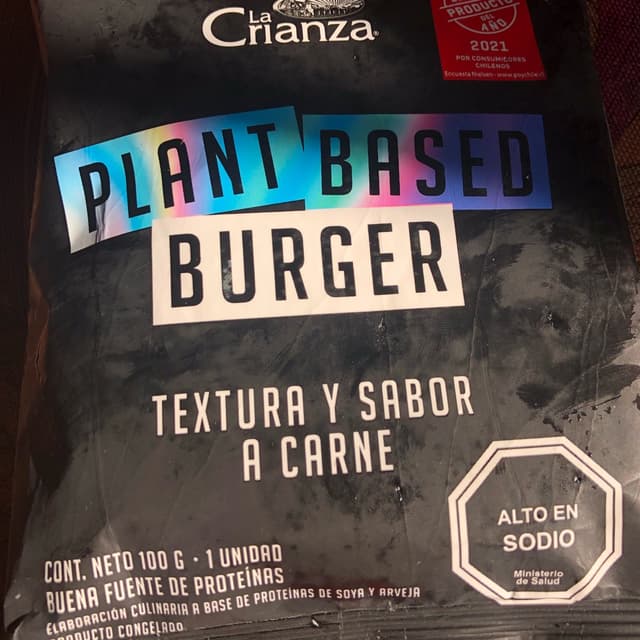 La
Crianza
PRODUCTO
DEL
AÑO
2021
POR CONSUMIDORES
CHILENOS
PLANT BASED
BURGER
TEXTURA Y SABOR
A CARNE
ALTO EN
SODIO
Ministerio
de Salud
CONT. NETO 100 G · 1 UNIDAD
BUENA FUENTE DE PROTEÍNAS
ELABORACIÓN CULINARIA A BASE DE PROTEÍNAS DE SOYA Y ARVEJA
PRODUCTO CONGELADO